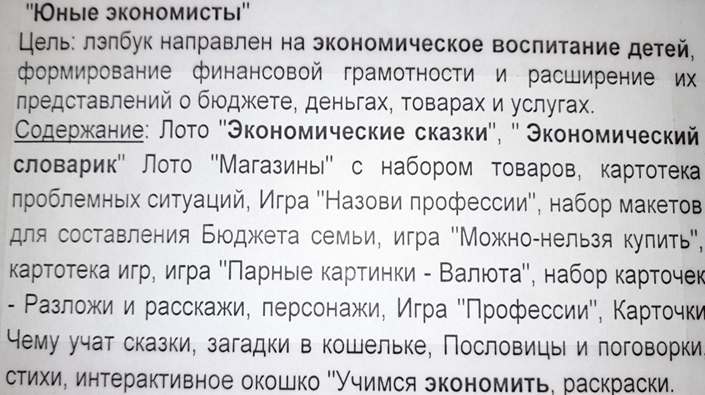 "Юные экономисты"
Цель: лэпбук направлен на экономическое воспитание детей,
формирование финансовой грамотности и расширение их
представлений о бюджете, деньгах, товарах и услугах.
Содержание: Лото "Экономические сказки", " Экономический
словарик" Лото "Магазины" с набором товаров, картотека
проблемных ситуаций, Игра "Назови профессии", набор макетов
для составления Бюджета семьи, игра "Можно-нельзя купить",
картотека игр, игра "Парные картинки - Валюта", набор карточек
- Разложи и расскажи, персонажи, Игра "Профессии", Карточки
Чему учат сказки, загадки в кошельке, Пословицы и поговорки,
стихи, интерактивное окошко "Учимся экономить, раскраски.